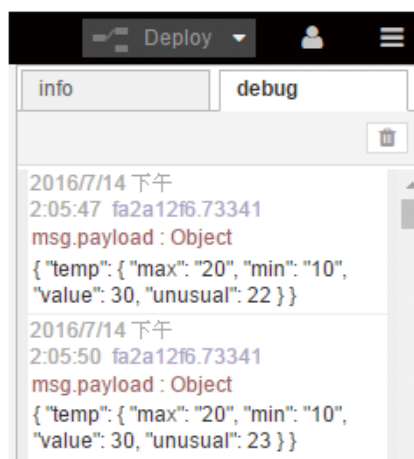 Deploy
info
debug
2016/7/14 下午
2:05:47 fa2a12f6.73341
msg.payload : Object
{ "temp": { "max": "20", "min": "10",
"value": 30, "unusual": 22 } }
2016/7/14 下午
2:05:50 fa2a12f6.73341
msg.payload : Object
{ "temp": { "max": "20", "min": "10",
"value": 30, "unusual": 23 } }